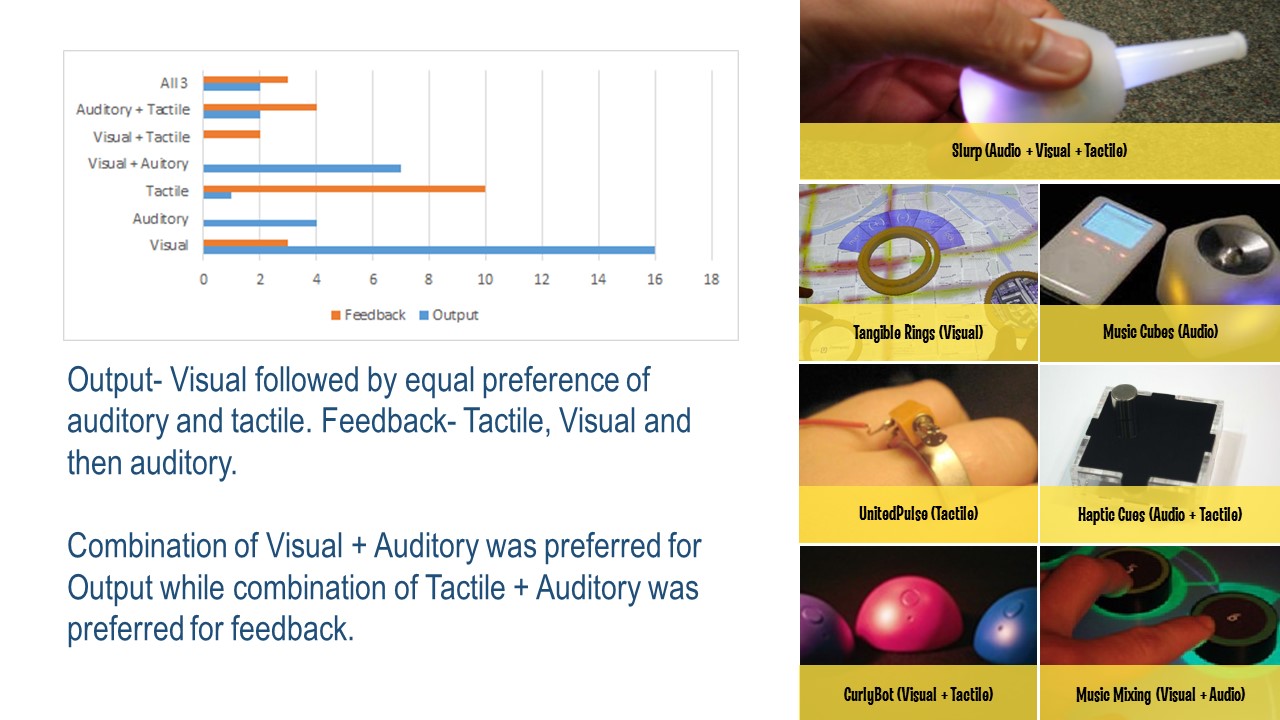 All 3
Auditory + Tactile
Visual + Tactile
Visual + Auitory
Tactile
Auditory
Visual
0 2 4 6 8 10 12 14 16 18
Feedback Output
Output- Visual followed by equal preference of
auditory and tactile. Feedback- Tactile, Visual and
then auditory.
Combination of Visual + Auditory was preferred for
Output while combination of Tactile + Auditory was
preferred for feedback.
Slurp (Audio + Visual + Tactile)
Tangible Rings (Visual)
Music Cubes (Audio)
UnitedPulse (Tactile)
Haptic Cues (Audio + Tactile)
CurlyBot (Visual + Tactile)
Music Mixing (Visual + Audio)